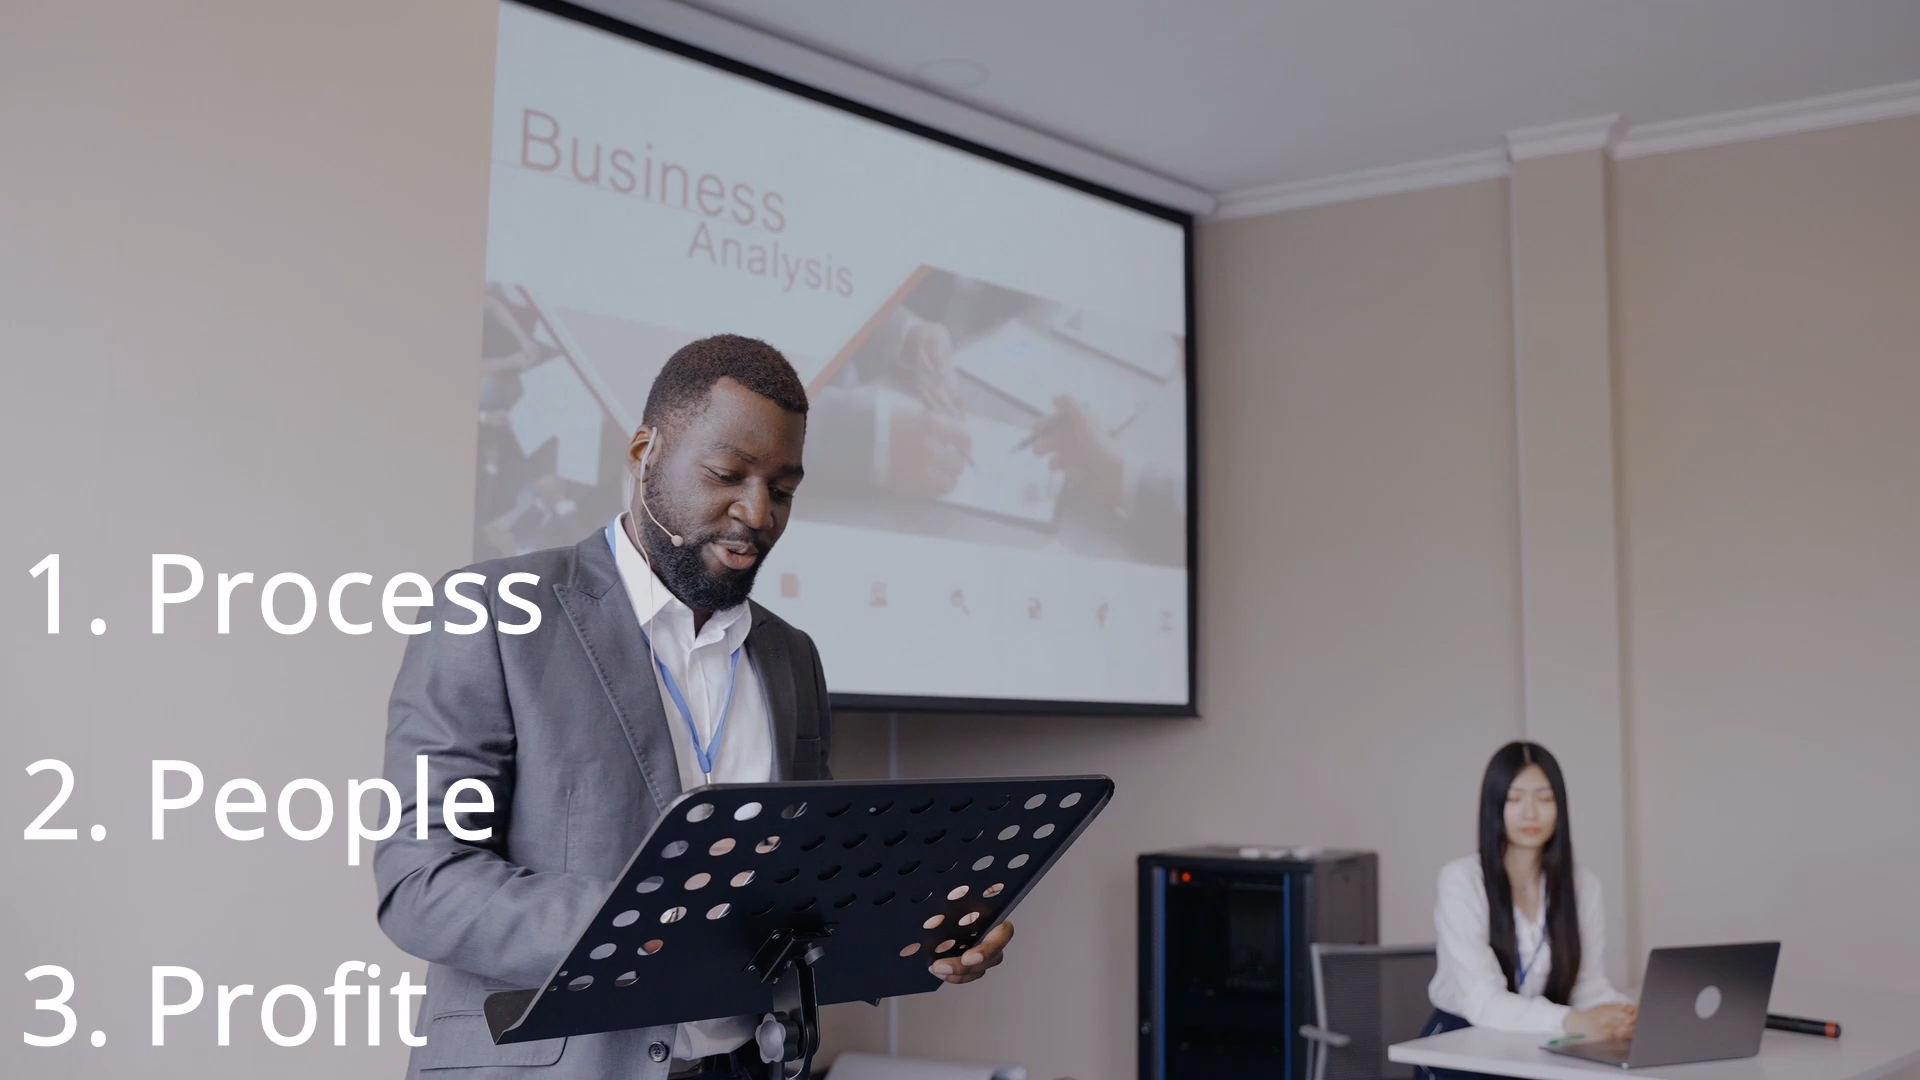 Business
Analysis
1. Process
2. People
3. Profit